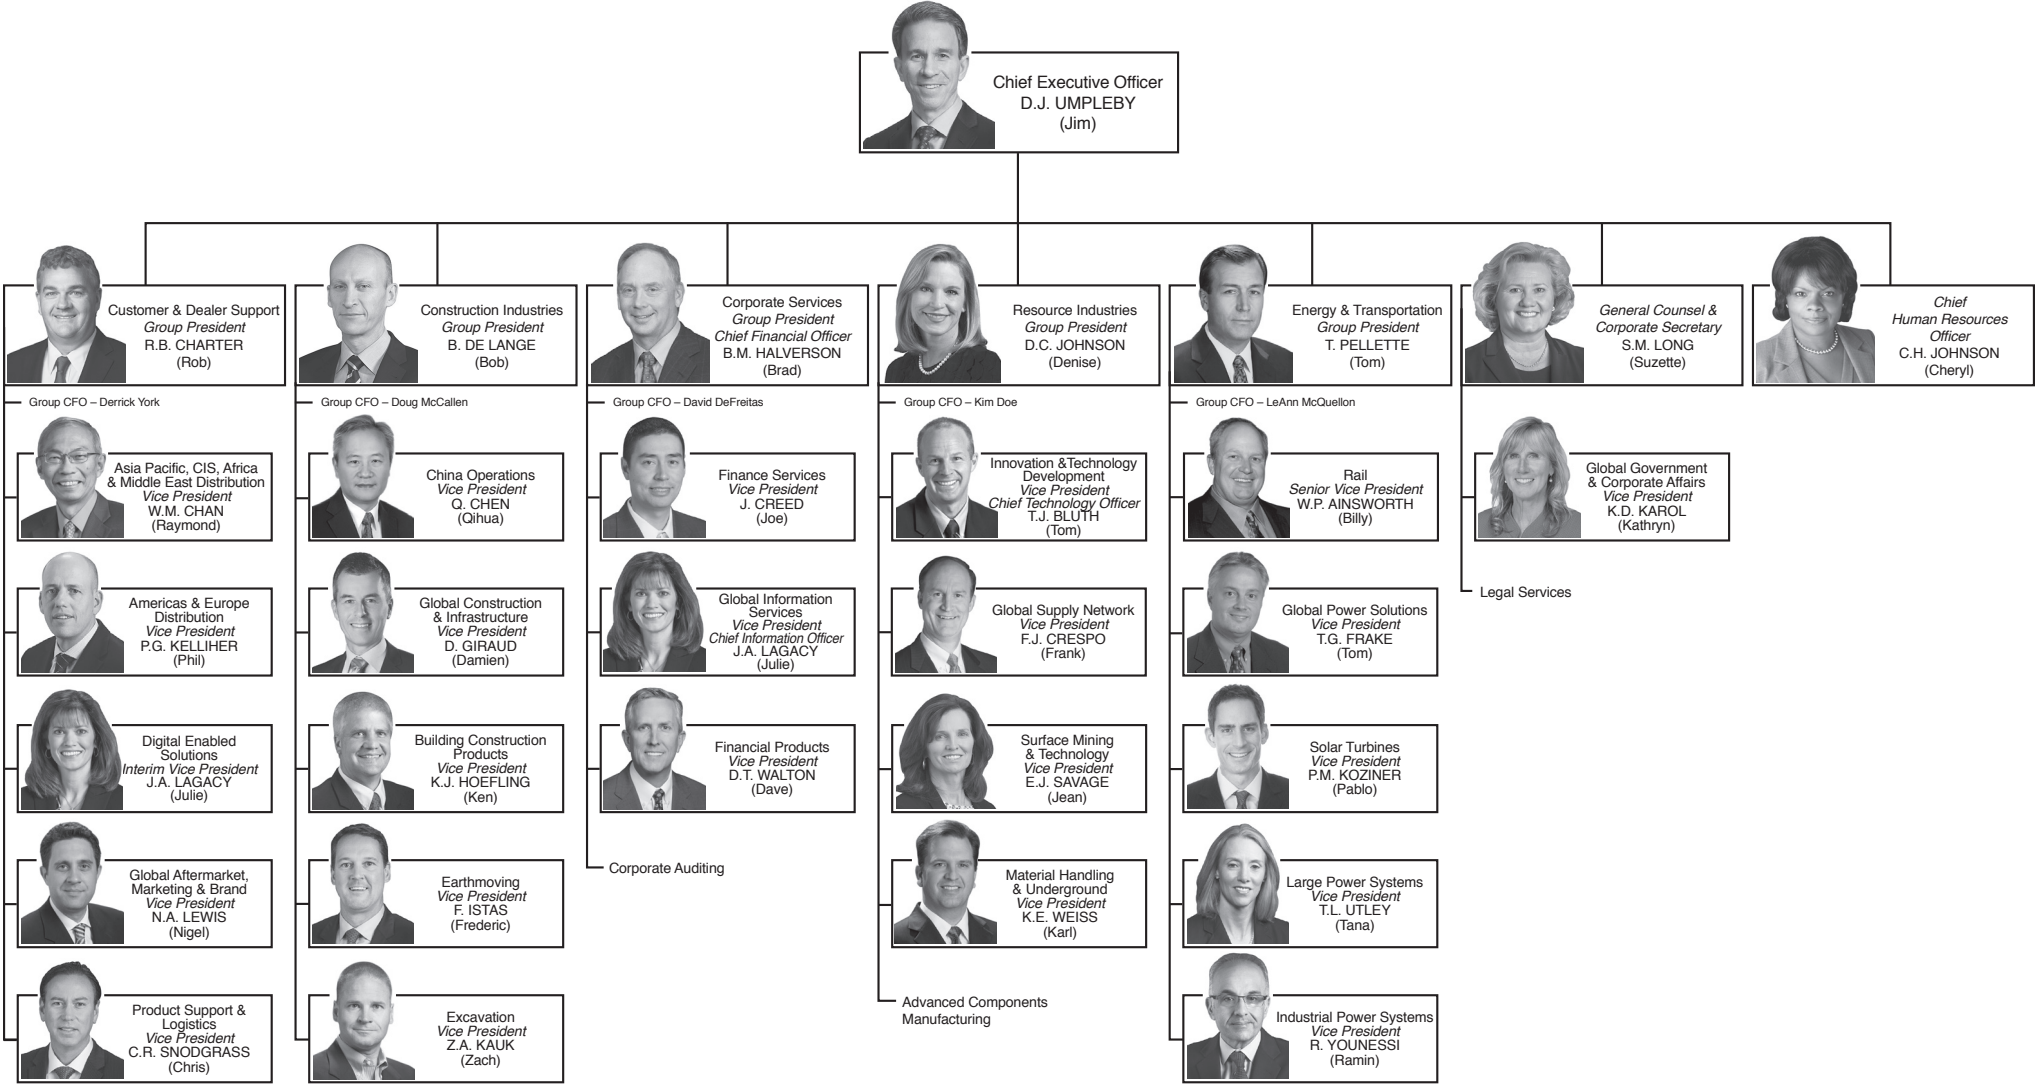 Chief Executive Officer
D.J. UMPLEBY
(Jim)
Customer & Dealer Support
Group President
R.B. CHARTER
(Rob)
Construction Industries
Group President
B. DE LANGE
(Bob)
Corporate Services
Group President
Chief Financial Officer
B.M. HALVERSON
(Brad)
Resource Industries
Group President
D.C. JOHNSON
(Denise)
Energy & Transportation
Group President
T. PELLETTE
(Tom)
General Counsel &
Corporate Secretary
S.M. LONG
(Suzette)
Chief
Human Resources
Officer
C.H. JOHNSON
(Cheryl)
Group CFO – Derrick York
Asia Pacific, CIS, Africa
& Middle East Distribution
Vice President
W.M. CHAN
(Raymond)
Americas & Europe
Distribution
Vice President
P.G. KELLIHER
(Phil)
Digital Enabled
Solutions
Interim Vice President
J.A. LAGACY
(Julie)
Global Aftermarket,
Marketing & Brand
Vice President
N.A. LEWIS
(Nigel)
Product Support &
Logistics
Vice President
C.R. SNODGRASS
(Chris)
Group CFO – Doug McCallen
China Operations
Vice President
Q. CHEN
(Qihua)
Global Construction
& Infrastructure
Vice President
D. GIRAUD
(Damien)
Building Construction
Products
Vice President
K.J. HOEFLING
(Ken)
Earthmoving
Vice President
F. ISTAS
(Frederic)
Excavation
Vice President
Z.A. KAUK
(Zach)
Group CFO – David DeFreitas
Finance Services
Vice President
J. CREED
(Joe)
Global Information
Services
Vice President
Chief Information Officer
J.A. LAGACY
(Julie)
Financial Products
Vice President
D.T. WALTON
(Dave)
Corporate Auditing
Group CFO – Kim Doe
Innovation &Technology
Development
Vice President
Chief Technology Officer
T.J. BLUTH
(Tom)
Global Supply Network
Vice President
F.J. CRESPO
(Frank)
Surface Mining
& Technology
Vice President
E.J. SAVAGE
(Jean)
Material Handling
& Underground
Vice President
K.E. WEISS
(Karl)
Advanced Components
Manufacturing
Group CFO – LeAnn McQuellon
Rail
Senior Vice President
W.P. AINSWORTH
(Billy)
Global Power Solutions
Vice President
T.G. FRAKE
(Tom)
Solar Turbines
Vice President
P.M. KOZINER
(Pablo)
Large Power Systems
Vice President
T.L. UTLEY
(Tana)
Industrial Power Systems
Vice President
R. YOUNESSI
(Ramin)
Global Government
& Corporate Affairs
Vice President
K.D. KAROL
(Kathryn)
Legal Services